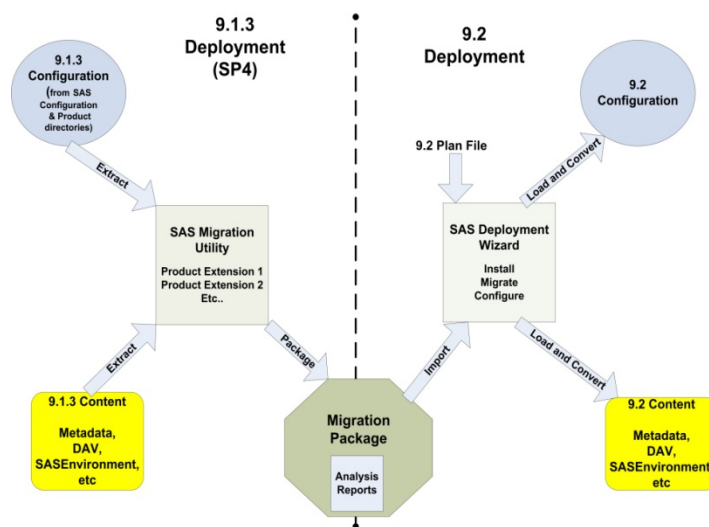 9.1.3
Deployment
(SP4)
9.2
Deployment
9.1.3
Configuration
(from SAS
Configuration
& Product
directories)
9.2
Configuration
9.2 Plan File
Extract
Load and Convert
SAS Migration
Utility
Product Extension 1
Product Extension 2
Etc..
SAS Deployment
Wizard
Install
Migrate
Configure
Extract
Package
Import
Load and Convert
9.1.3 Content
Metadata,
DAV,
SASEnvironment,
etc
Migration
Package
Analysis
Reports
9.2 Content
Metadata,
DAV,
SASEnvironment,
etc